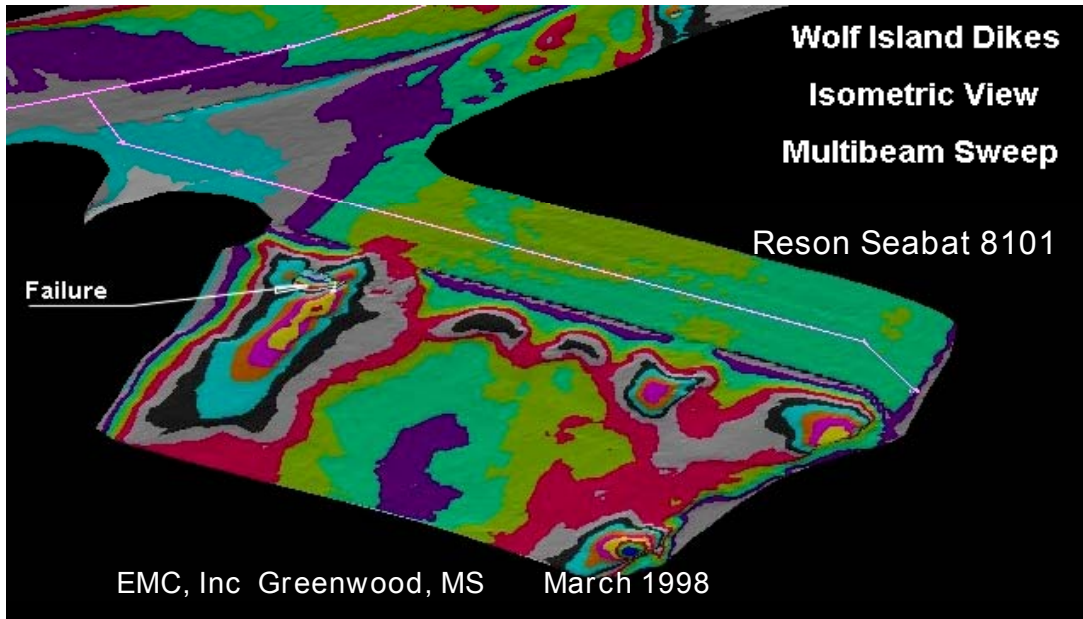 Wolf Island Dikes
Isometric View
Multibeam Sweep
Reson Seabat 8101
Failure
EMC, Inc Greenwood, MS March 1998